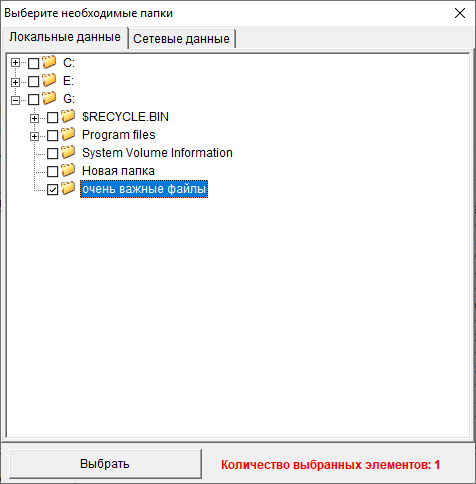 Выберите необходимые папки
Локальные данные Сетевые данные
C:
E:
G:
$RECYCLE.BIN
Program files
System Volume Information
Новая папка
очень важные файлы
Выбрать Количество выбранных элементов: 1